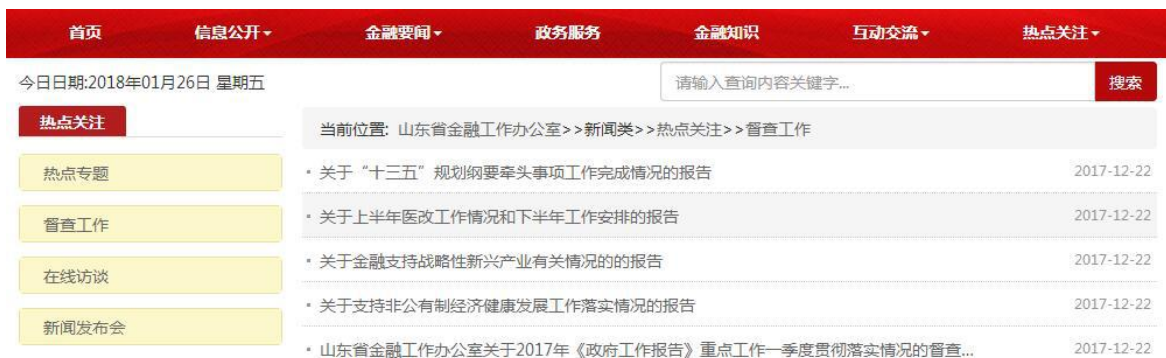 首页 信息公开 金融要闻 政务服务 金融知识 互动交流 热点关注
今日日期:2018年01月26日 星期五
请输入查询内容关键字... 搜索
热点关注
热点专题
督查工作
在线访谈
新闻发布会
当前位置: 山东省金融工作办公室>>新闻类>>热点关注>>督查工作
关于“十三五”规划纲要牵头事项工作完成情况的报告 2017-12-22
关于上半年医改工作情况和下半年工作安排的报告 2017-12-22
关于金融支持战略性新兴产业有关情况的的报告 2017-12-22
关于支持非公有制经济健康发展工作落实情况的报告 2017-12-22
山东省金融工作办公室关于2017年《政府工作报告》重点工作一季度贯彻落实情况的督查... 2017-12-22